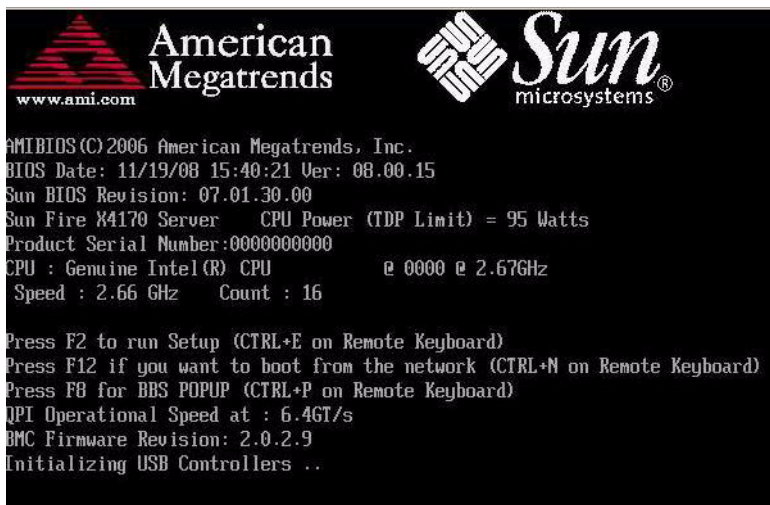 American
Megatrends
www.ami.com
Sun
microsystems®
AMIBIOS(C)2006 American Megatrends, Inc.
BIOS Date: 11/19/08 15:40:21 Ver: 08.00.15
Sun BIOS Revision: 07.01.30.00
Sun Fire X4170 Server CPU Power (TDP Limit) = 95 Watts
Product Serial Number:0000000000
CPU : Genuine Intel(R) CPU @ 0000 @ 2.67GHz
Speed : 2.66 GHz Count : 16
Press F2 to run Setup (CTRL+E on Remote Keyboard)
Press F12 if you want to boot from the network (CTRL+N on Remote Keyboard)
Press F8 for BBS POPUP (CTRL+P on Remote Keyboard)
QPI Operational Speed at : 6.4GT/s
BMC Firmware Revision: 2.0.2.9
Initializing USB Controllers ..